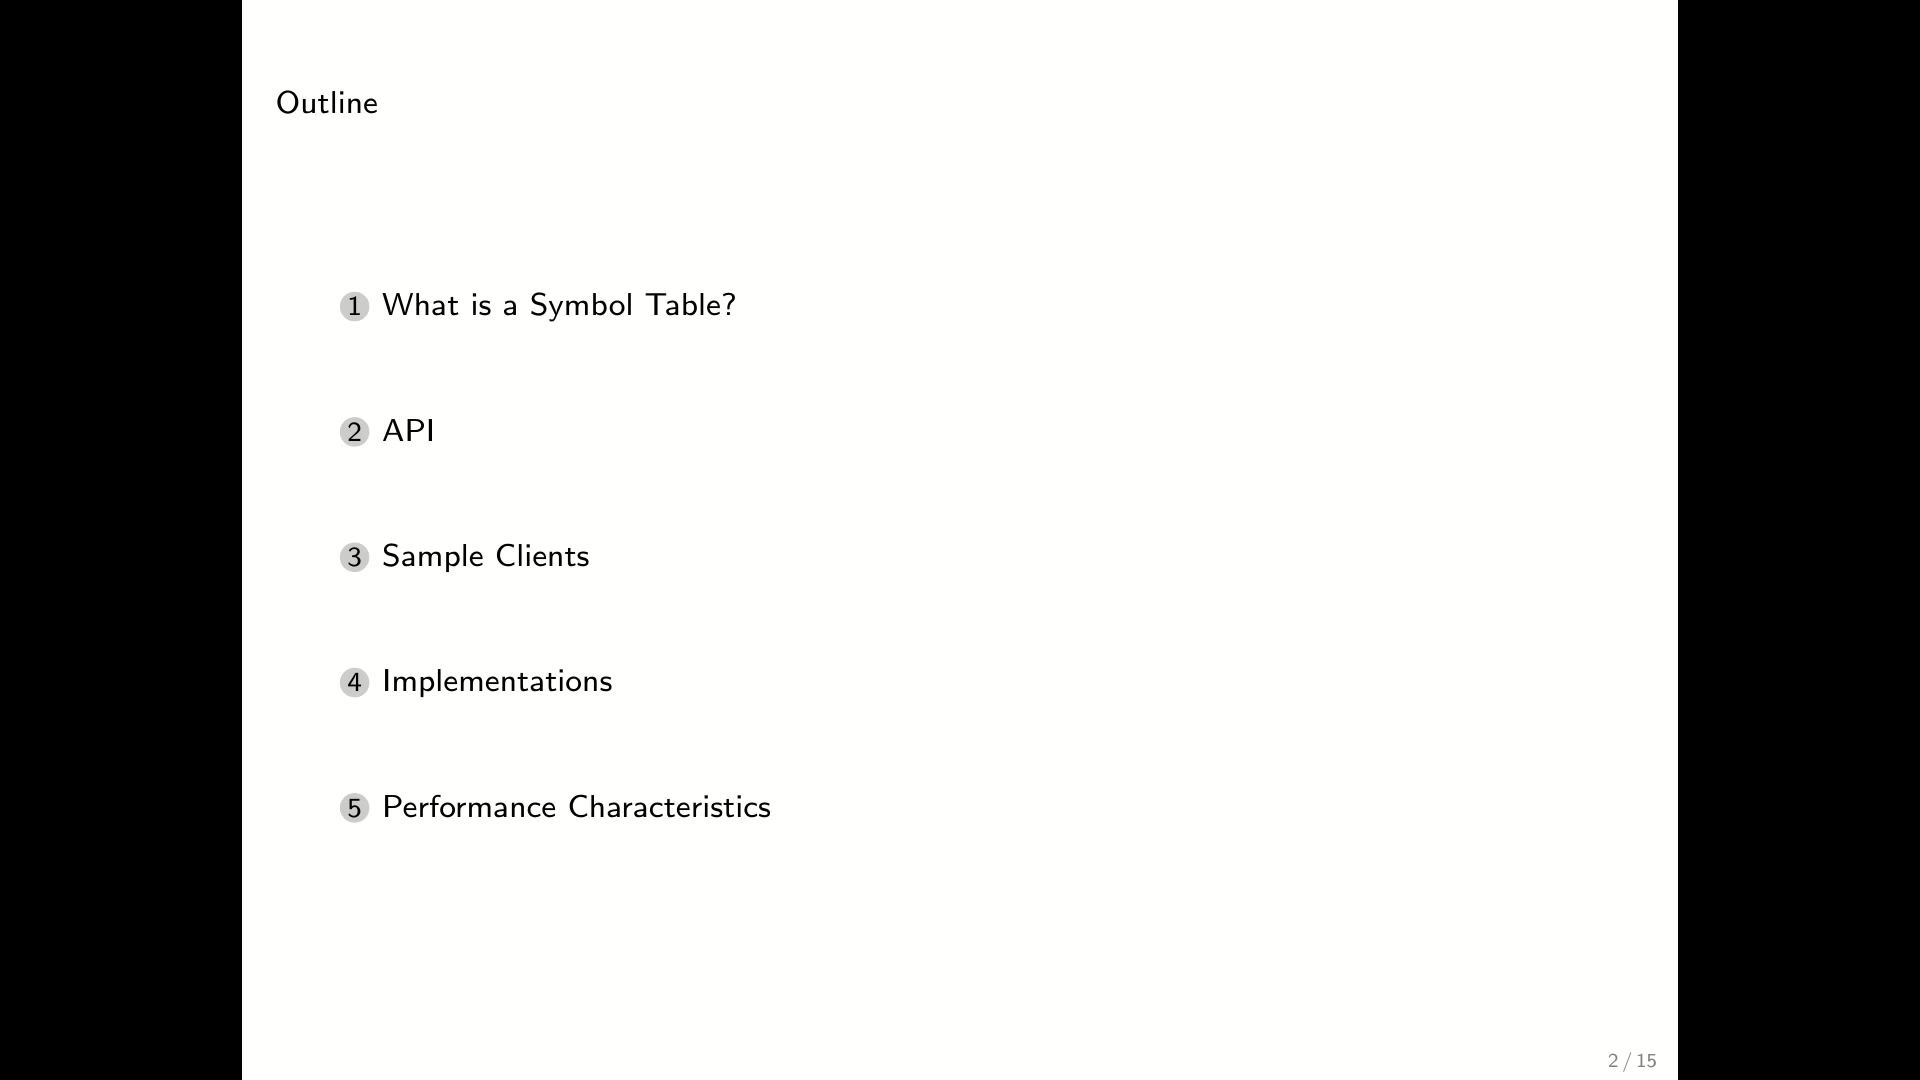 Outline
1 What is a Symbol Table?
2 API
3 Sample Clients
4 Implementations
5 Performance Characteristics
2 / 15